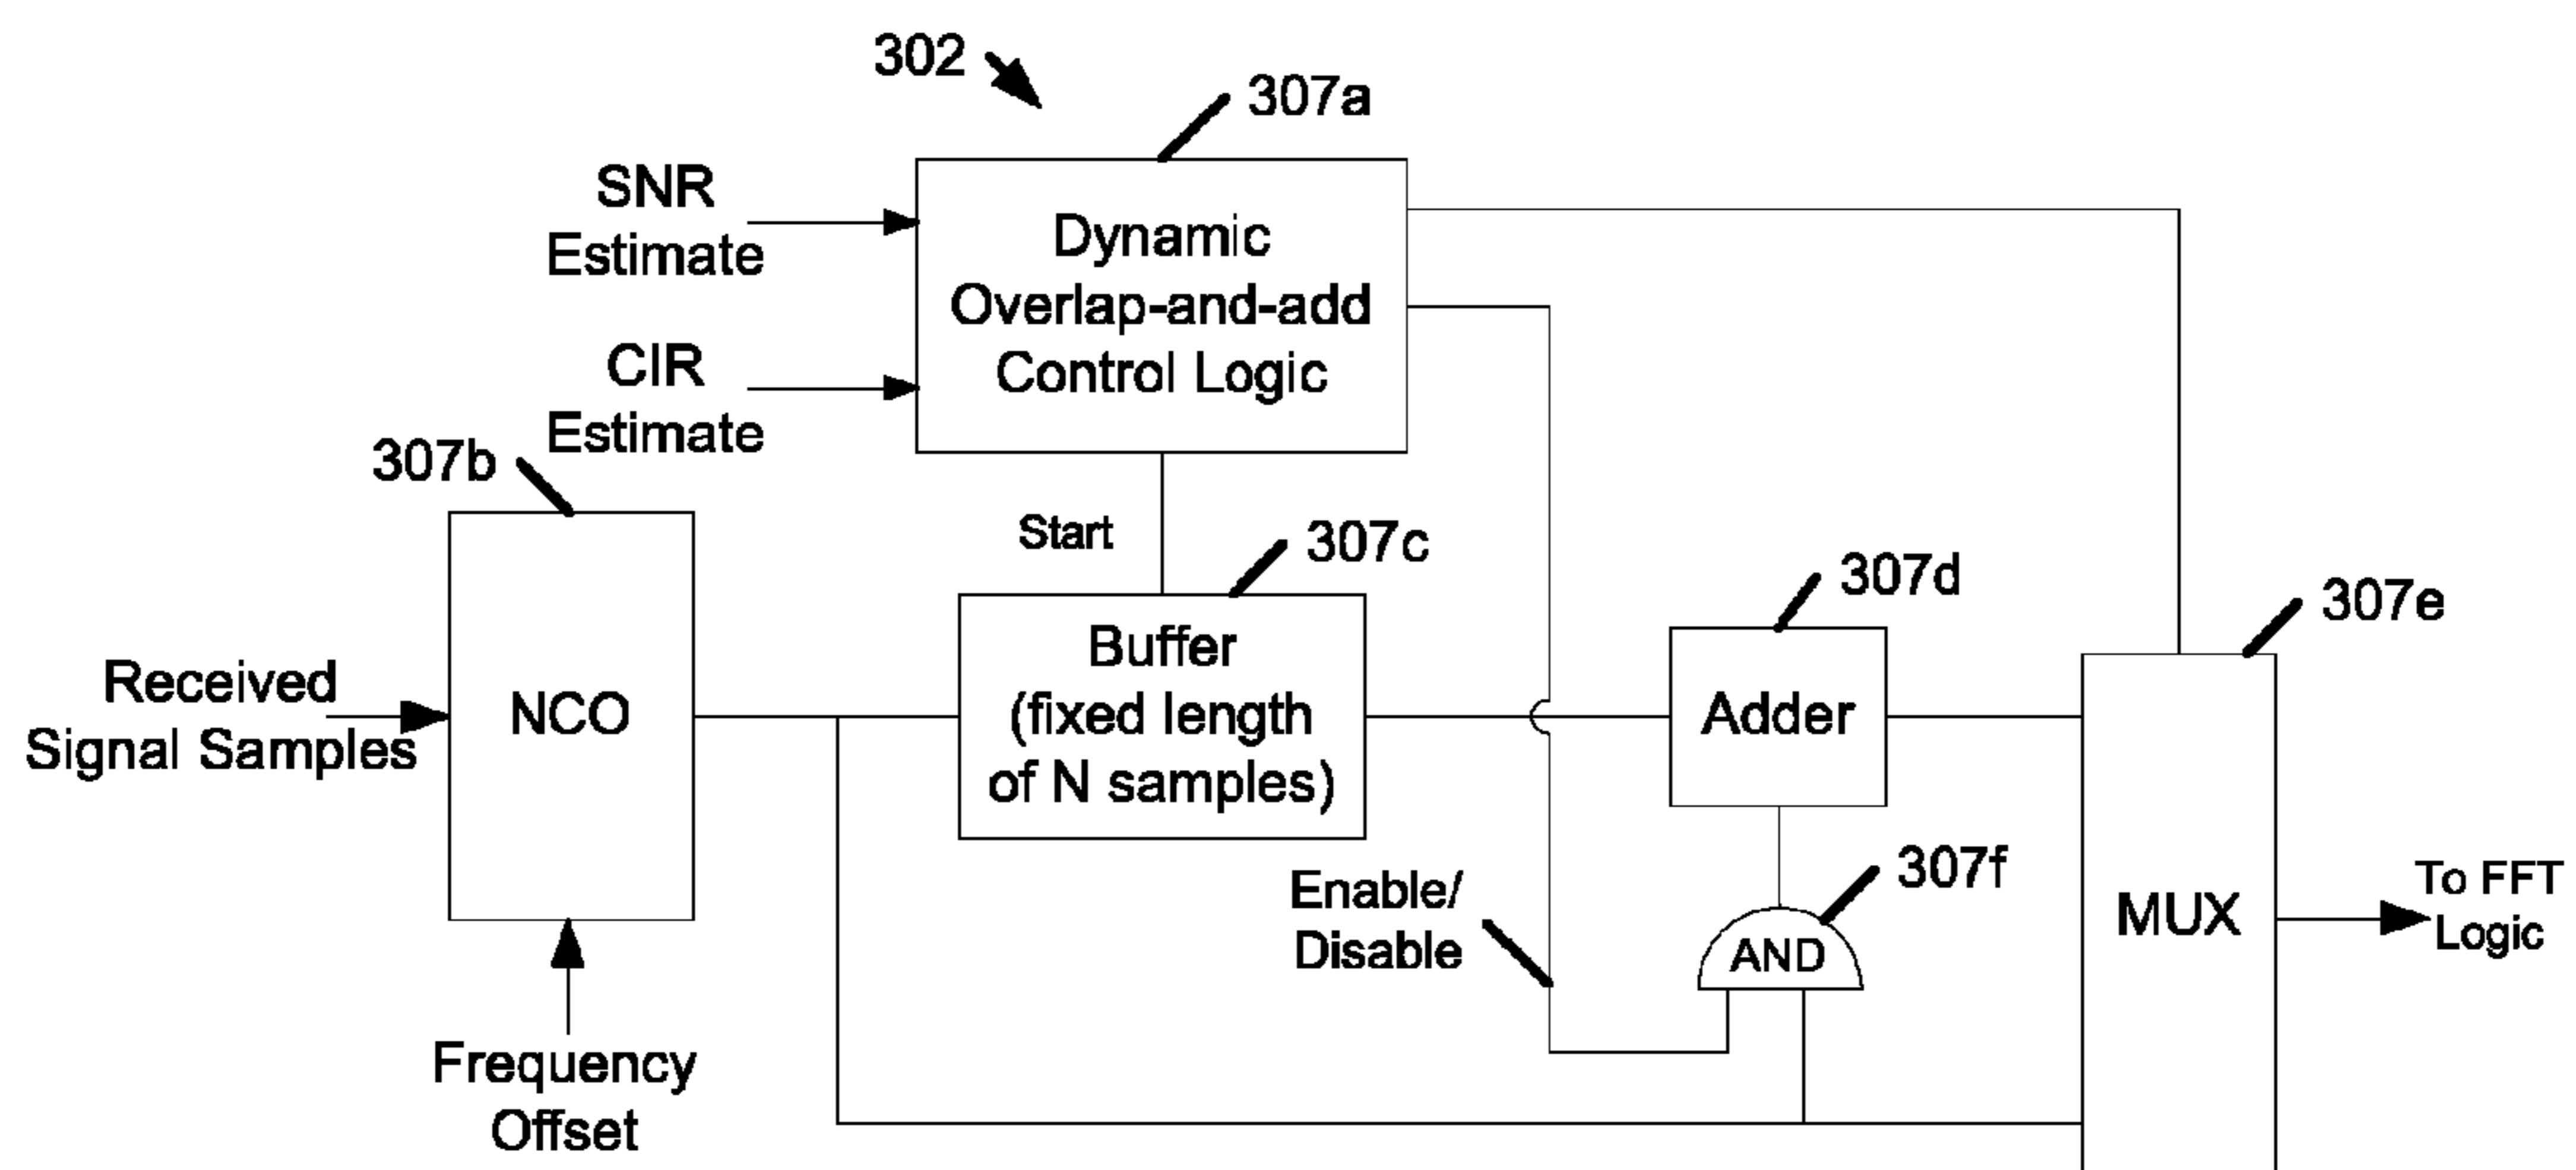 302
307a
SNR
Estimate
Dynamic
Overlap-and-add
Control Logic
CIR
Estimate
307b
Start
307c
307d
307e
Received
Signal Samples
NCO
Buffer
(fixed length
of N samples)
Adder
307f
Enable/
Disable
AND
MUX
To FFT
Logic
Frequency
Offset